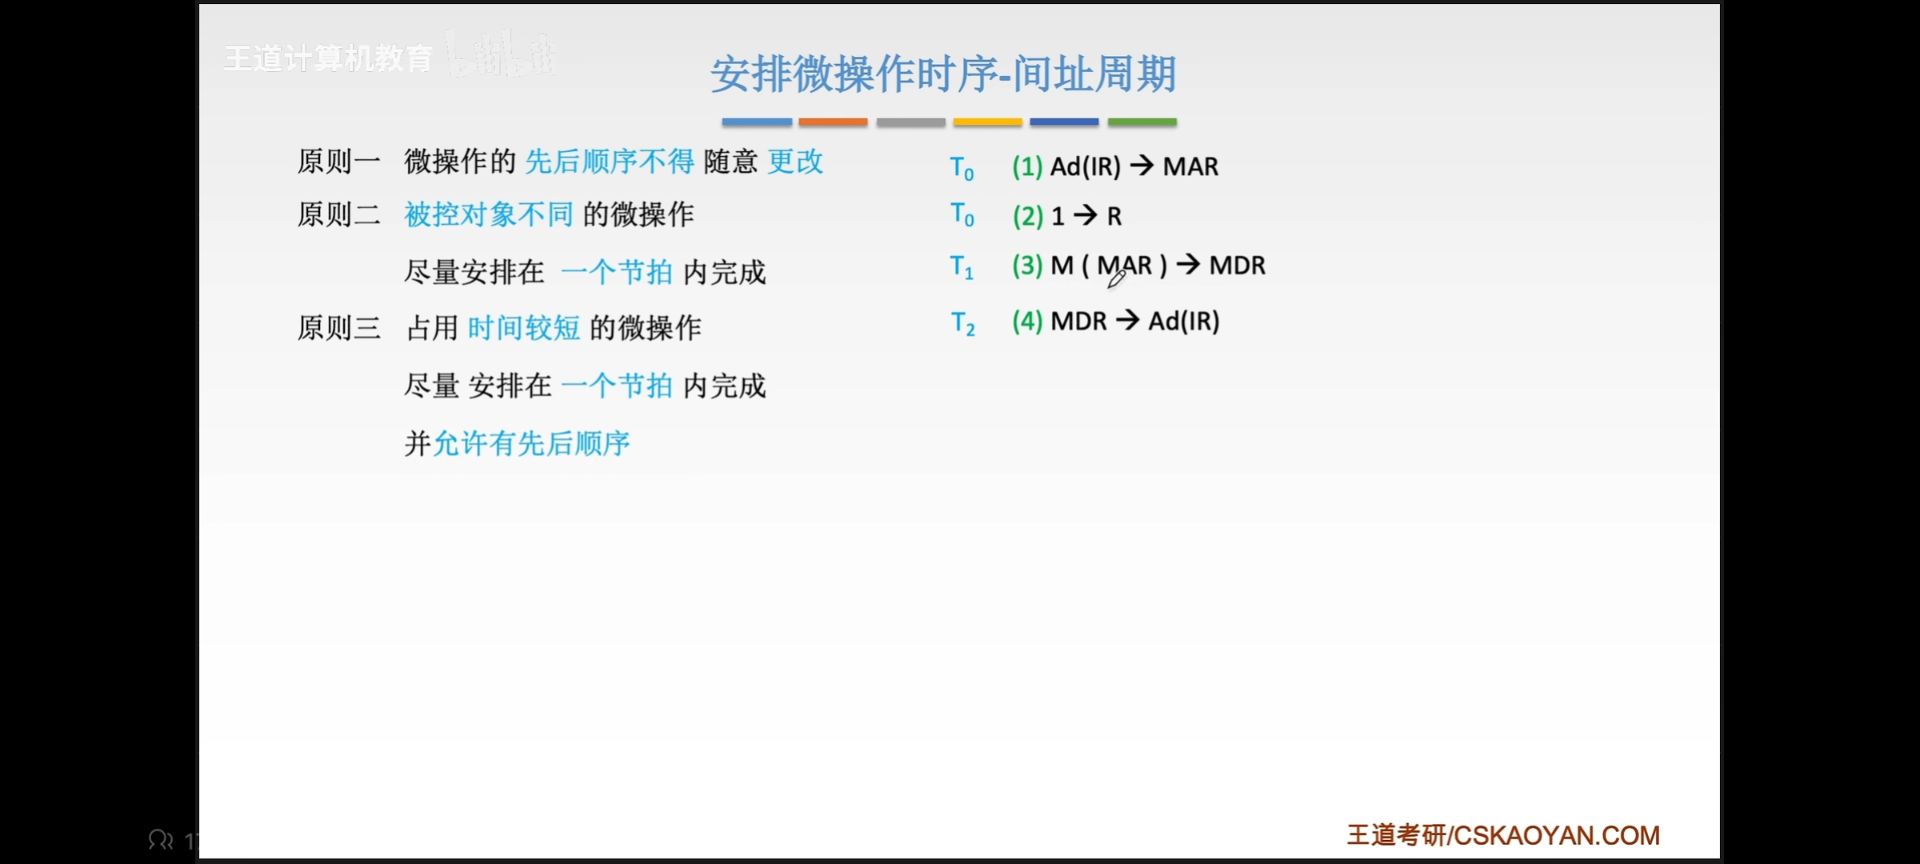 王道计算机教育 bilibili
安排微操作时序-间址周期
原则一 微操作的 先后顺序不得 随意 更改
原则二 被控对象不同 的微操作
尽量安排在 一个节拍 内完成
原则三 占用 时间较短 的微操作
尽量 安排在 一个节拍 内完成
并允许有先后顺序
T₀ (1) Ad(IR) → MAR
T₀ (2) 1 → R
T₁ (3) M ( MAR ) → MDR
T₂ (4) MDR → Ad(IR)
王道考研/CSKAOYAN.COM